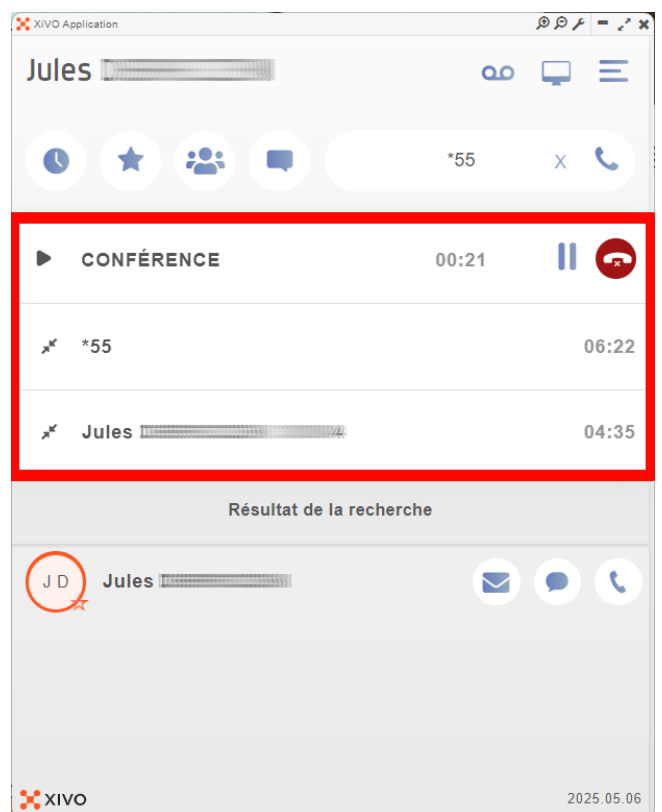 XiVO Application
Jules
*55 X
CONFÉRENCE 00:21
*55 06:22
Jules 04:35
Résultat de la recherche
J D Jules
XIVO 2025.05.06